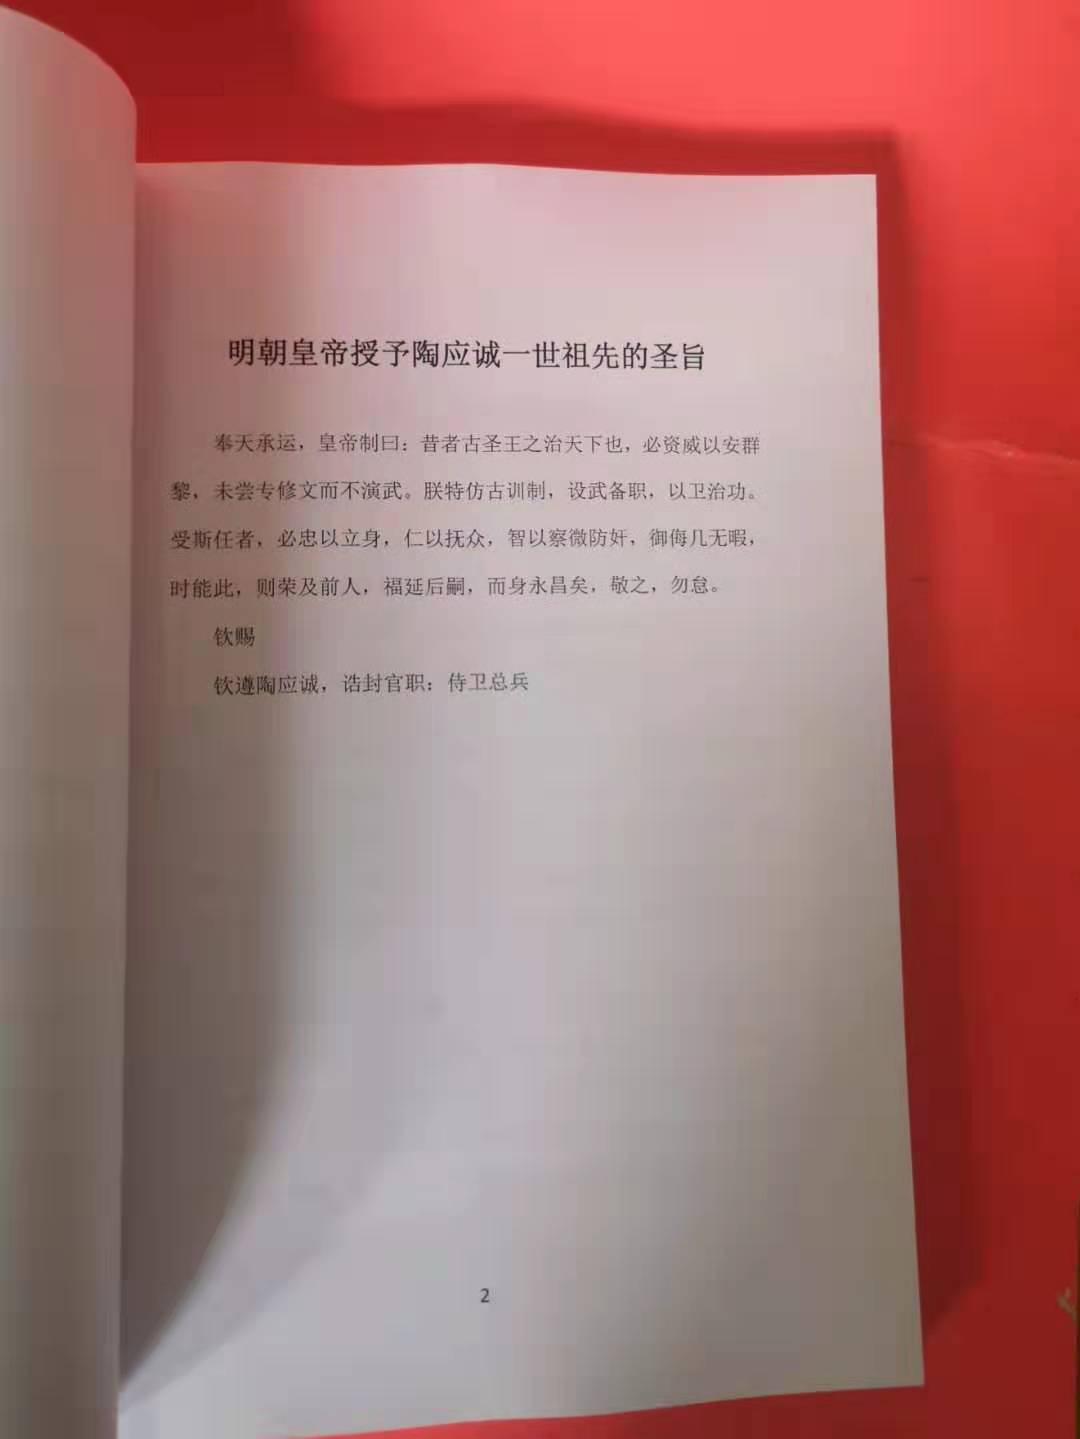 明朝皇帝授予陶应诚一世祖先的圣旨
奉天承运，皇帝制曰：昔者古圣王之治天下也，必资威以安群
黎，未尝专修文而不演武。朕特仿古训制，设武备职，以卫治功。
受斯任者，必忠以立身，仁以抚众，智以察微防奸，御侮几无暇，
时能此，则荣及前人，福延后嗣，而身永昌矣，敬之，勿怠。
钦赐
钦遵陶应诚，诰封官职：侍卫总兵
2